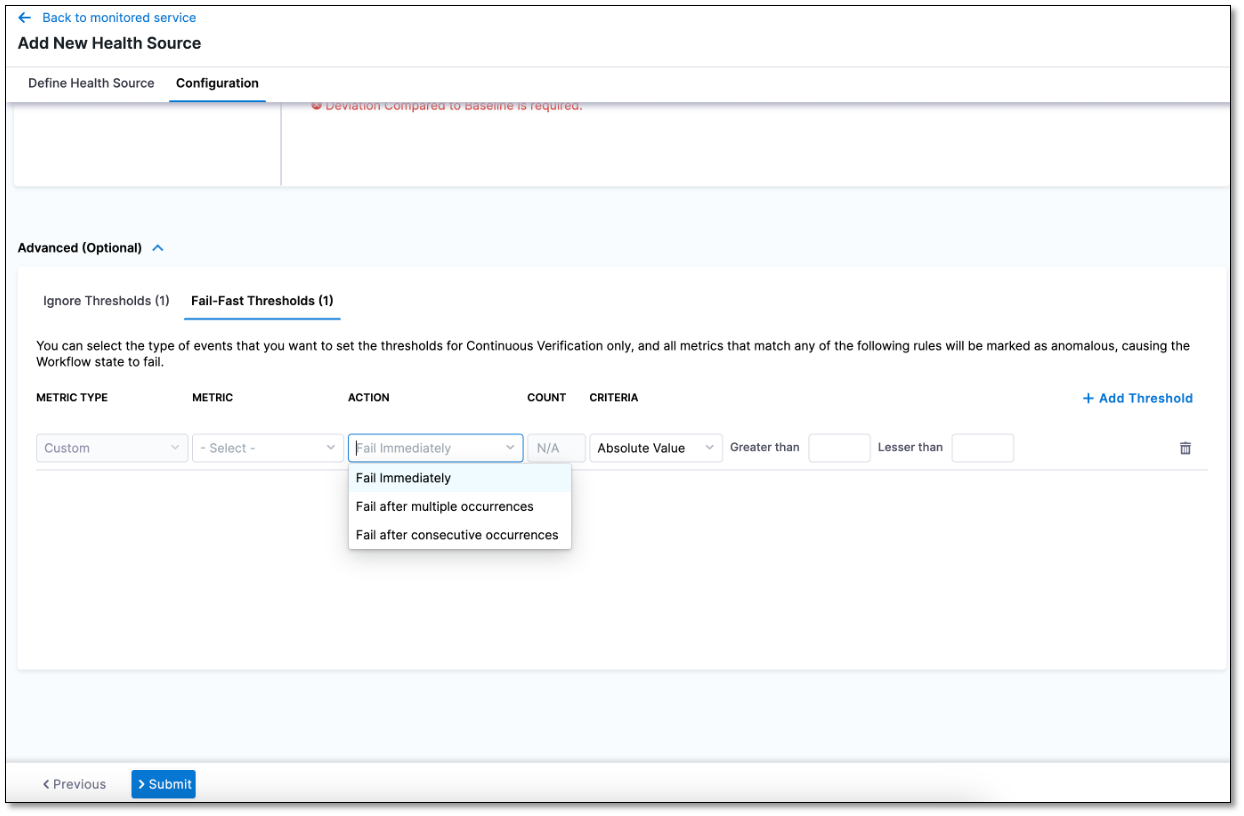 Back to monitored service
Add New Health Source
Define Health Source Configuration
Deviation Compared to Baseline is required.
Advanced (Optional)
Ignore Thresholds (1) Fail-Fast Thresholds (1)
You can select the type of events that you want to set the thresholds for Continuous Verification only, and all metrics that match any of the following rules will be marked as anomalous, causing the
Workflow state to fail.
METRIC TYPE METRIC ACTION COUNT CRITERIA + Add Threshold
Custom - Select - Fail Immediately N/A Absolute Value Greater than Lesser than
Fail Immediately
Fail after multiple occurrences
Fail after consecutive occurrences
Previous Submit